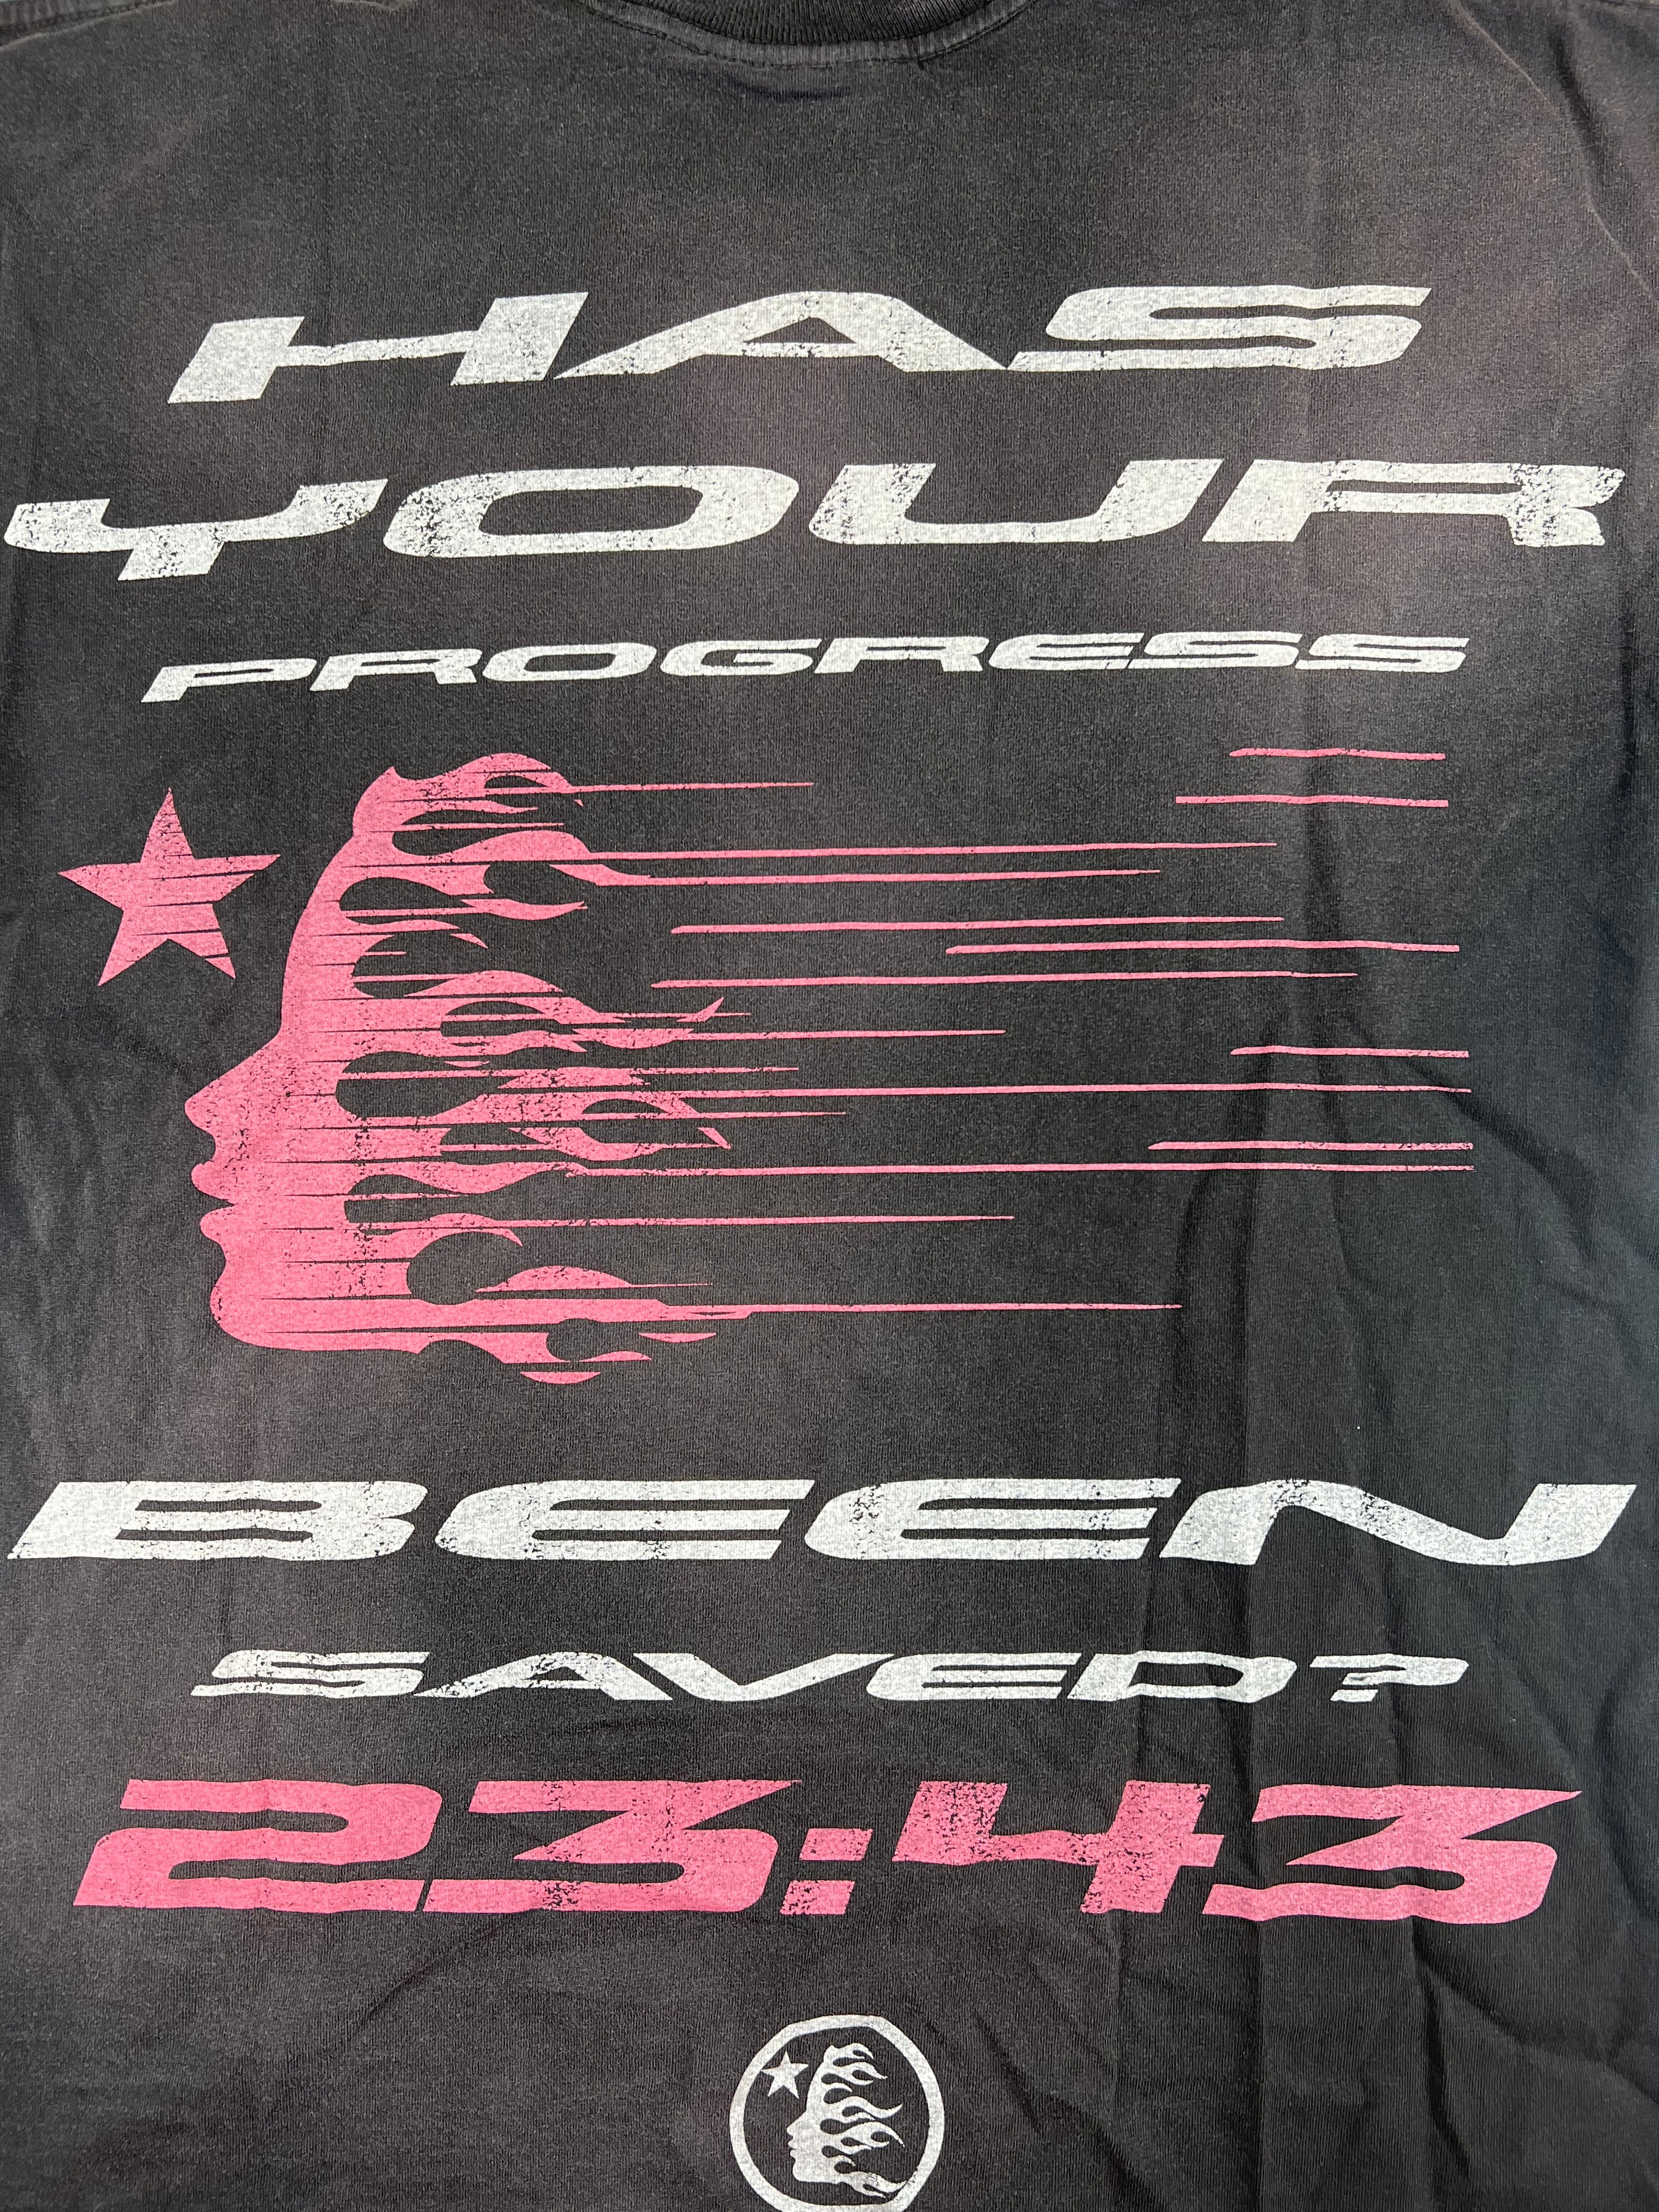 HAS
YOUR
PROGRESS
BEEN
SAVED?
23:43